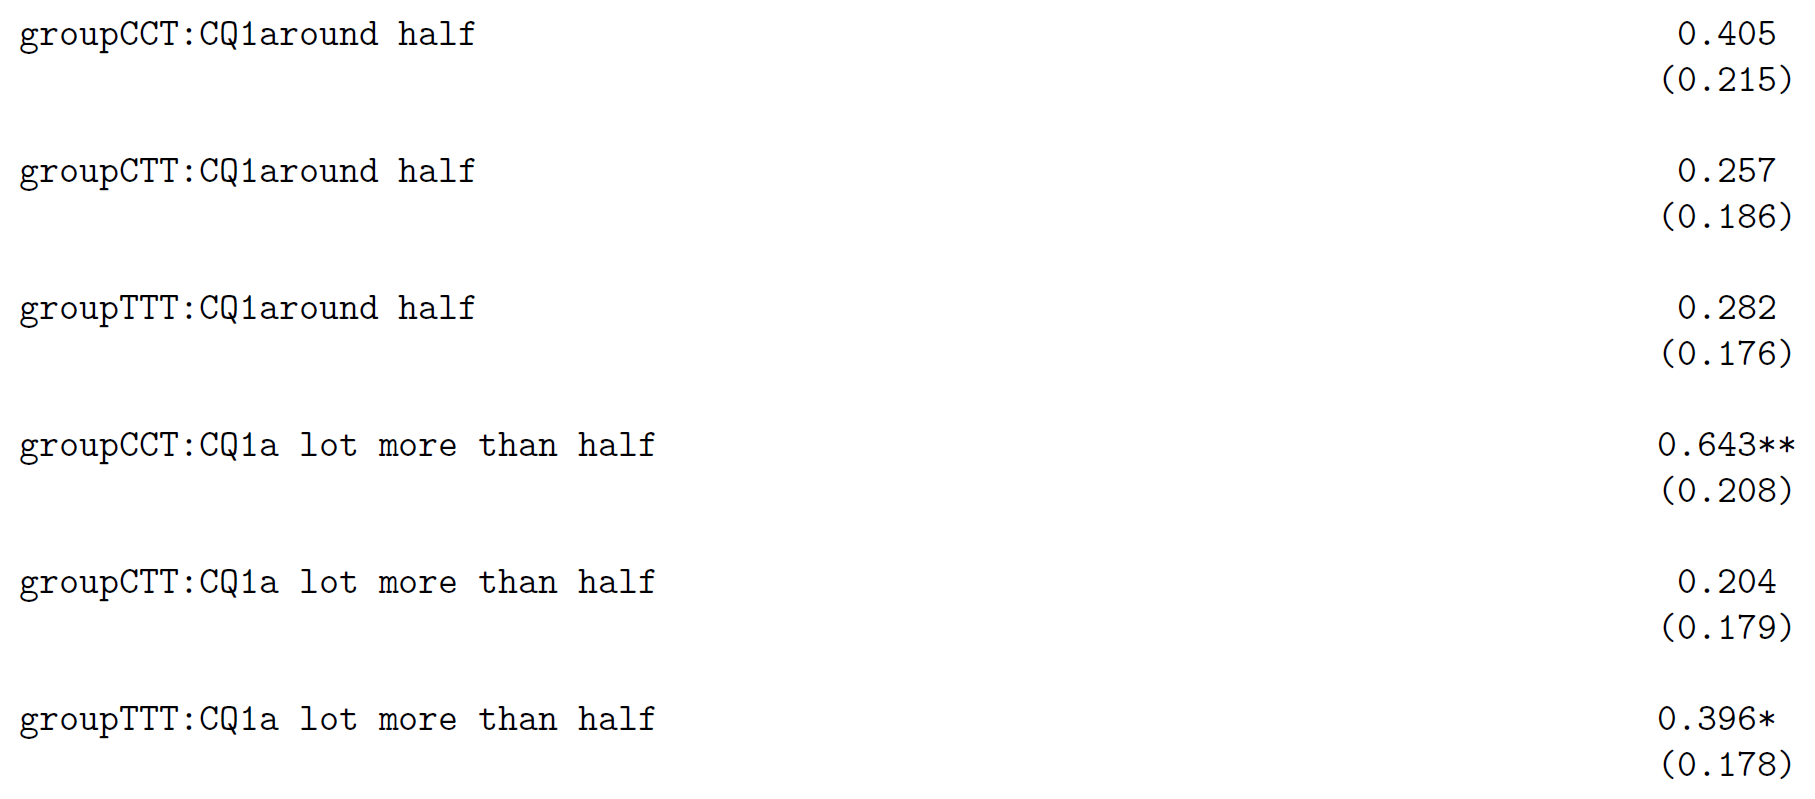 groupCCT:CQ1around half 0.405
(0.215)
groupCTT:CQ1around half 0.257
(0.186)
groupTTT:CQ1around half 0.282
(0.176)
groupCCT:CQ1a lot more than half 0.643**
(0.208)
groupCTT:CQ1a lot more than half 0.204
(0.179)
groupTTT:CQ1a lot more than half 0.396*
(0.178)